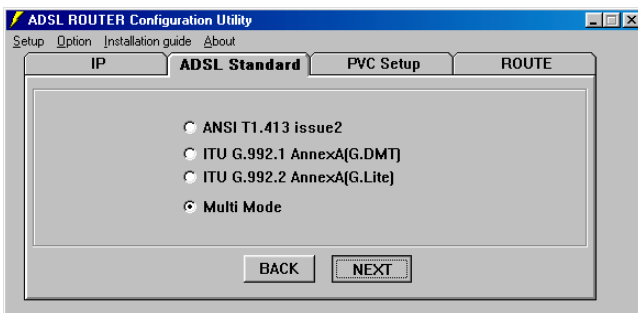 ADSL ROUTER Configuration Utility
Setup Option Installation guide About
IP ADSL Standard PVC Setup ROUTE
ANSI T1.413 issue2
ITU G.992.1 AnnexA(G.DMT)
ITU G.992.2 AnnexA(G.Lite)
Multi Mode
BACK NEXT